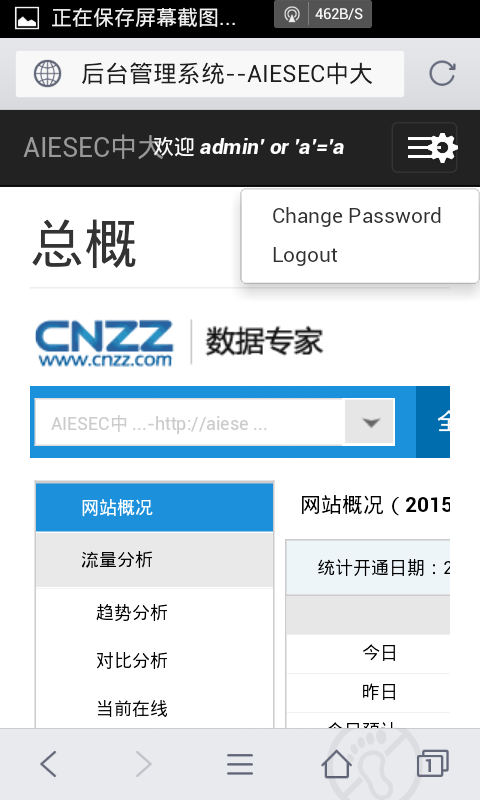 正在保存屏幕截图...
462B/S
后台管理系统--AIESEC中大
AIESEC中大
欢迎 admin' or 'a'='a
Change Password
Logout
总概
CNZZ
www.cnzz.com
数据专家
AIESEC中 ...-http://aiese ...
网站概况
流量分析
趋势分析
对比分析
当前在线
网站概况（2015
统计开通日期：2
今日
昨日
今日预计
1